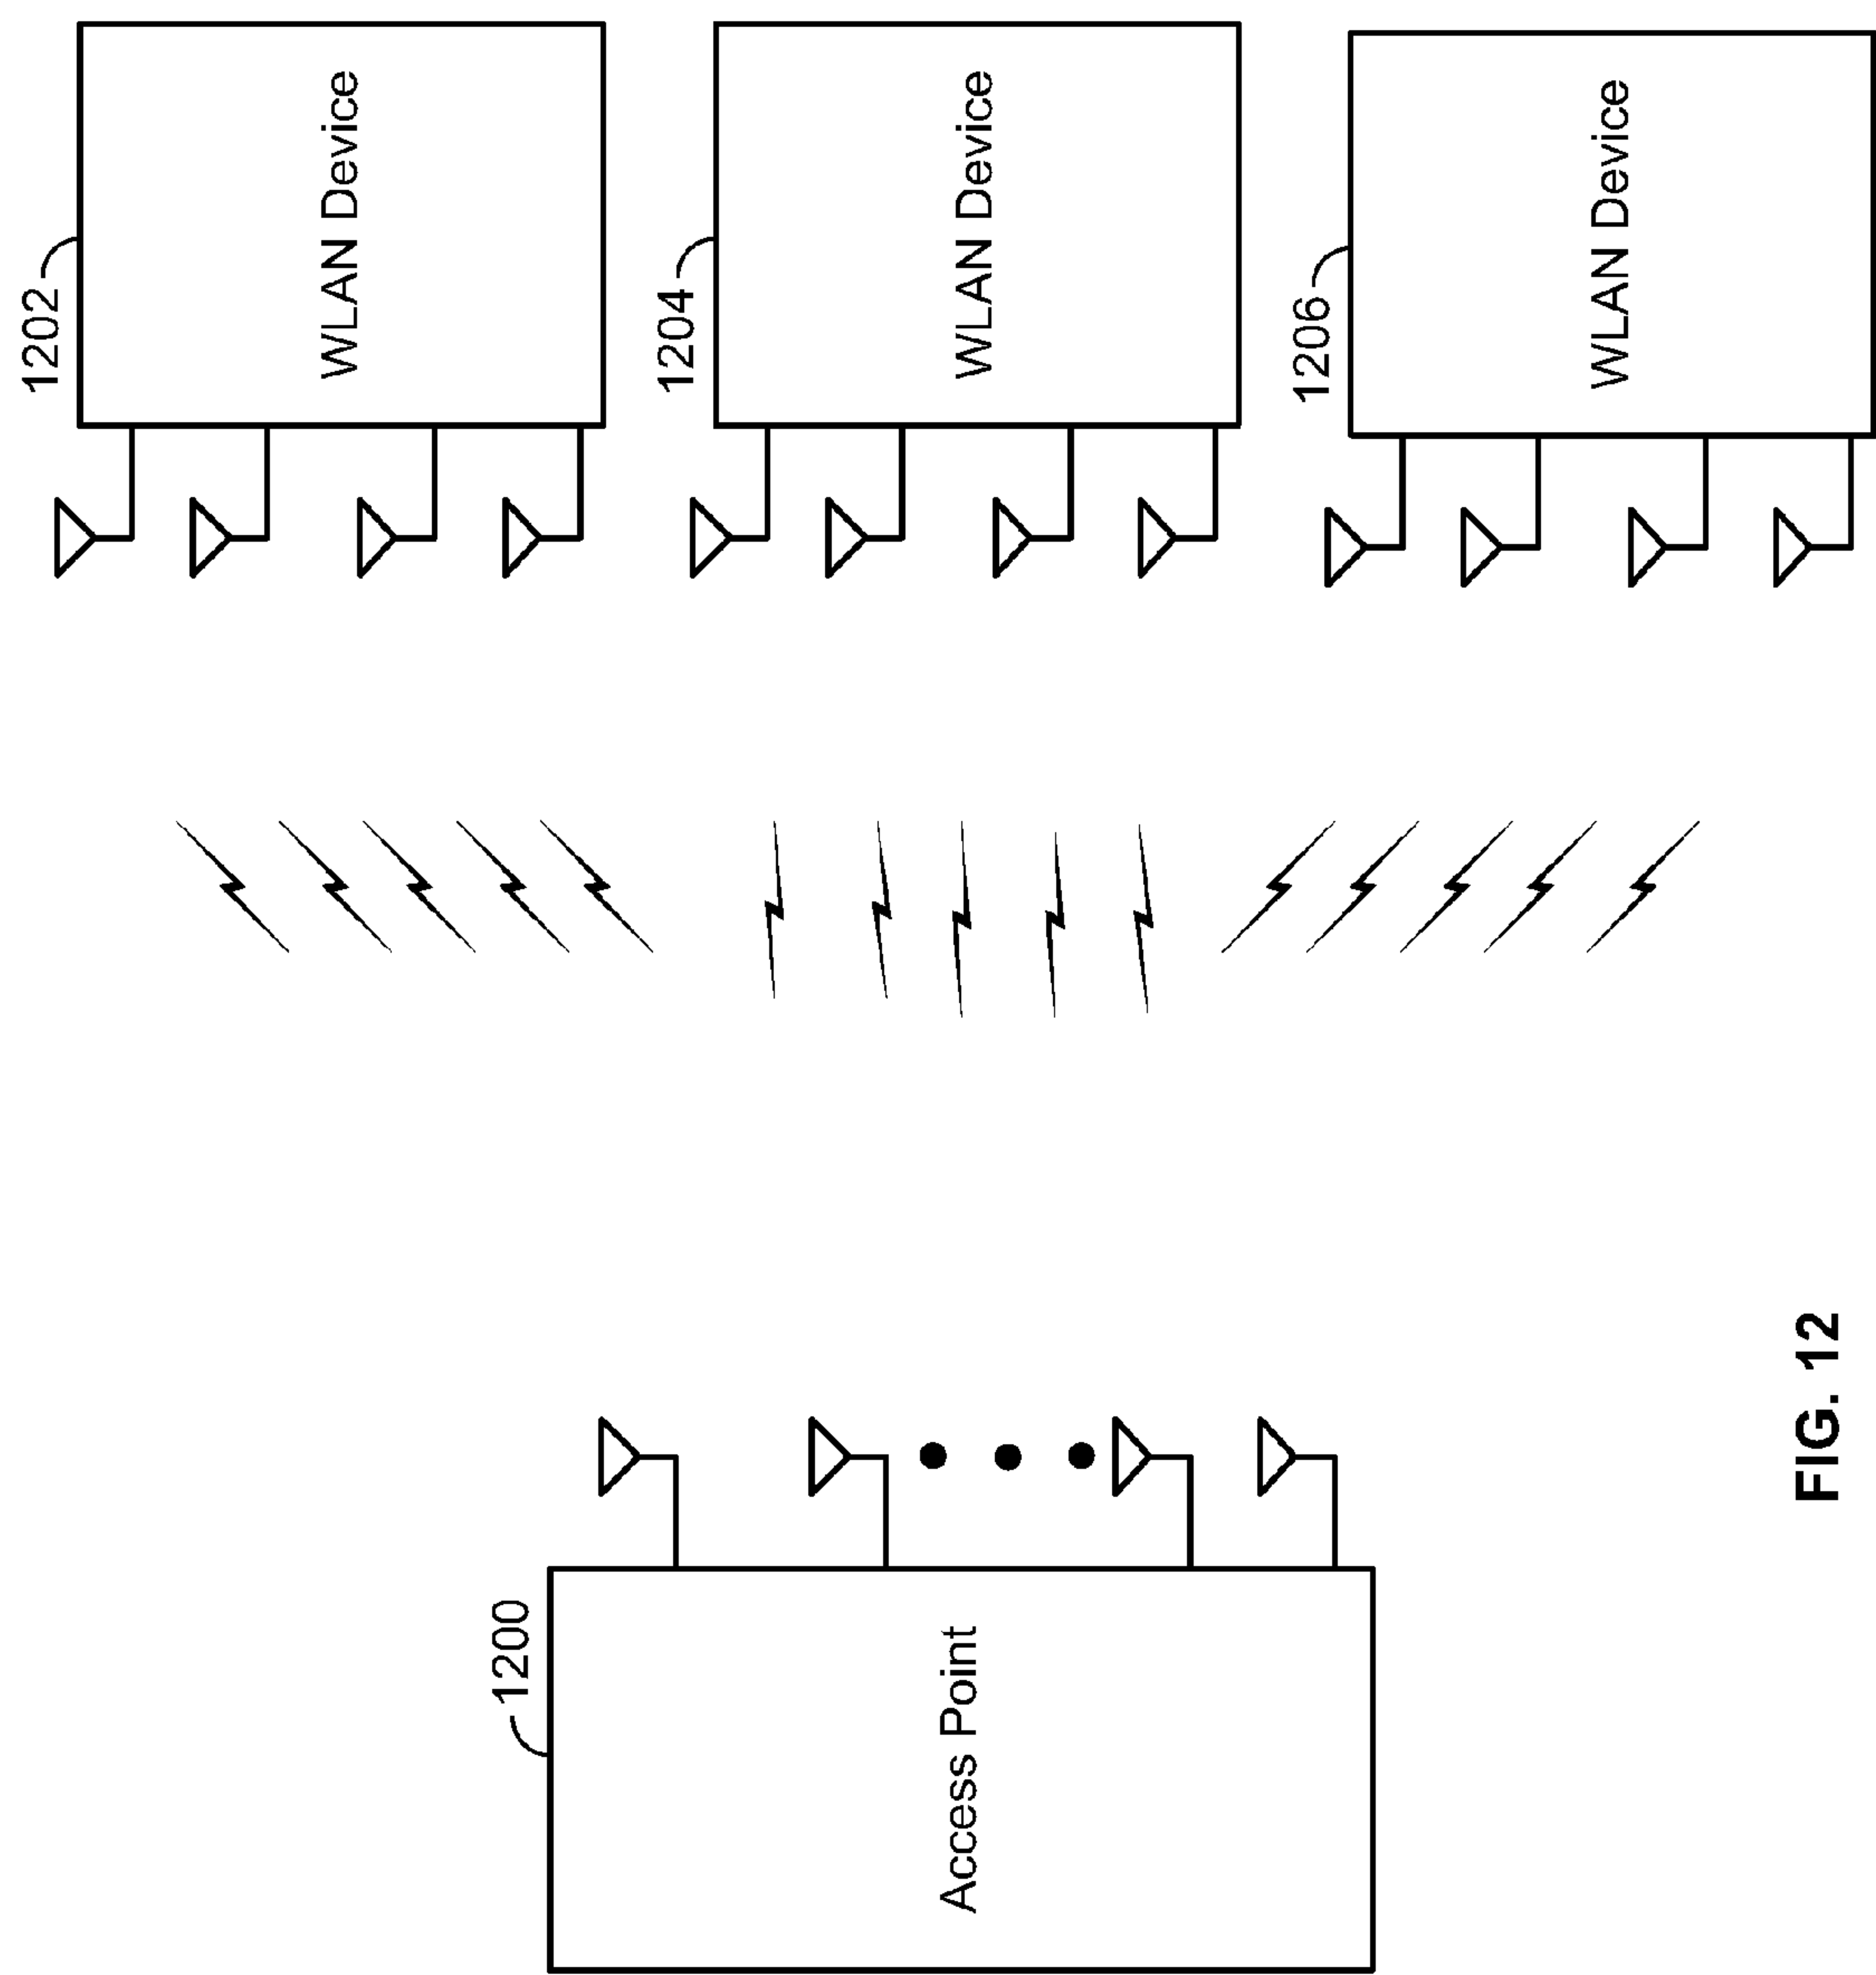 1202
WLAN Device
1204
WLAN Device
1206
WLAN Device
1200
Access Point
FIG. 12